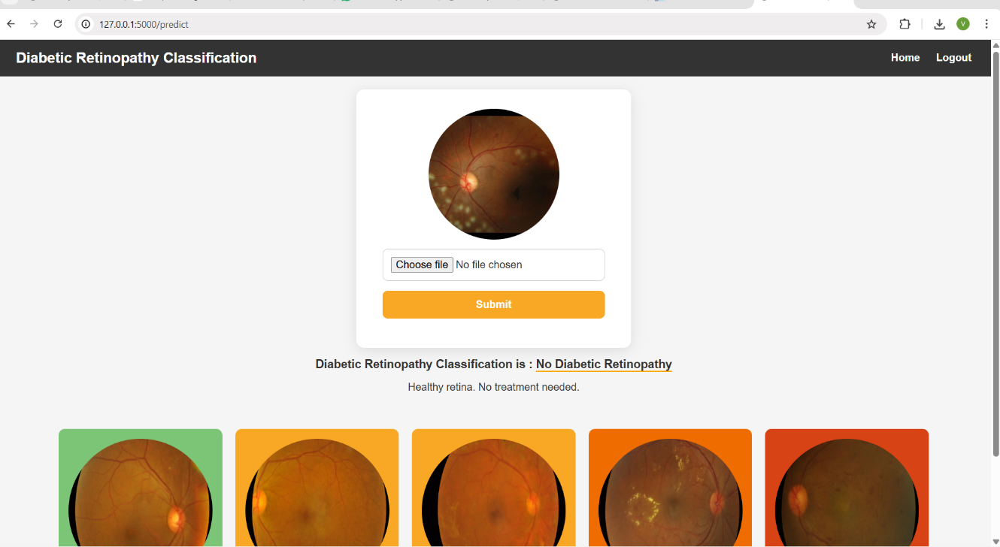 127.0.0.1:5000/predict
V
Diabetic Retinopathy Classification
Home Logout
Choose file No file chosen
Submit
Diabetic Retinopathy Classification is : No Diabetic Retinopathy
Healthy retina. No treatment needed.